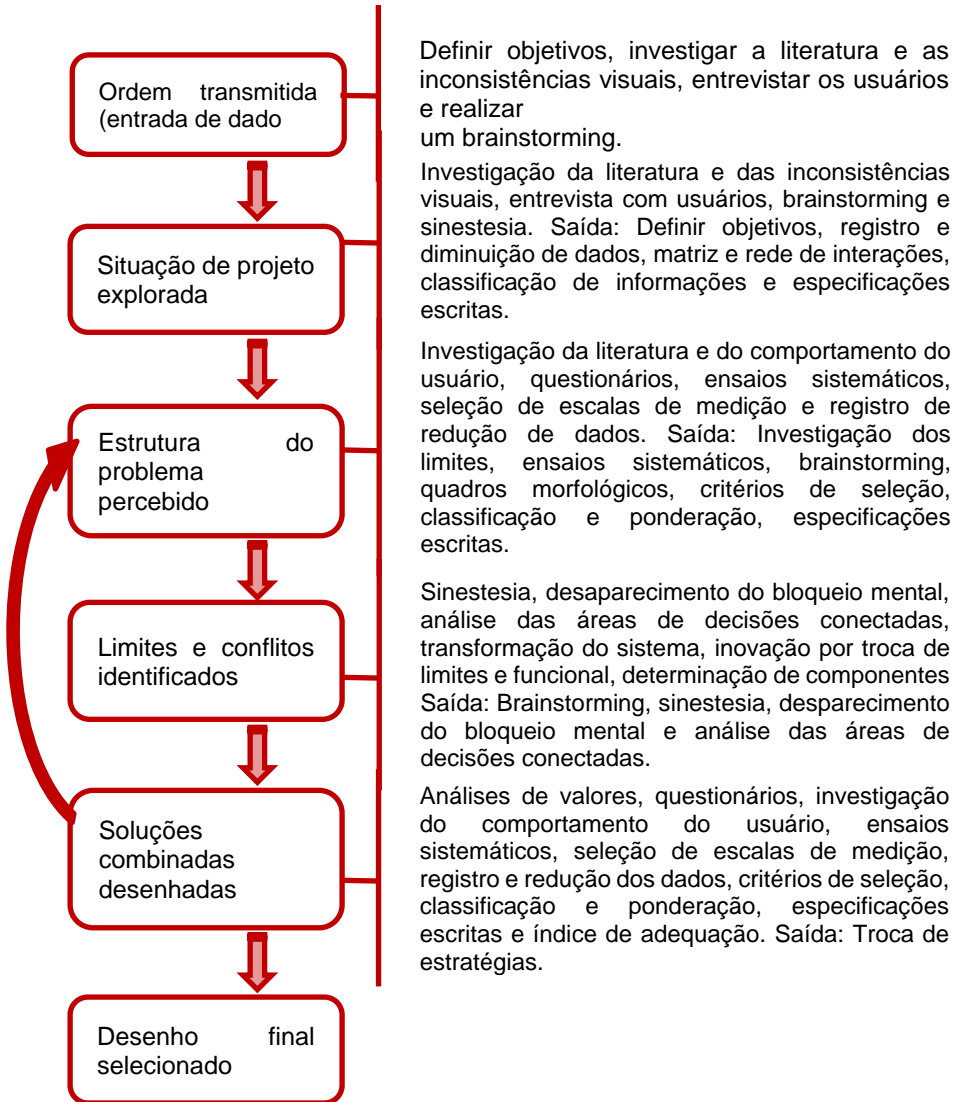 Ordem transmitida
(entrada de dado
Definir objetivos, investigar a literatura e as
inconsistências visuais, entrevistar os usuários
e realizar
um brainstorming.
Situação de projeto
explorada
Investigação da literatura e das inconsistências
visuais, entrevista com usuários, brainstorming e
sinestesia. Saída: Definir objetivos, registro e
diminuição de dados, matriz e rede de interações,
classificação de informações e especificações
escritas.
Estrutura do
problema
percebido
Investigação da literatura e do comportamento do
usuário, questionários, ensaios sistemáticos,
seleção de escalas de medição e registro de
redução de dados. Saída: Investigação dos
limites, ensaios sistemáticos, brainstorming,
quadros morfológicos, critérios de seleção,
classificação e ponderação, especificações
escritas.
Limites e conflitos
identificados
Sinestesia, desaparecimento do bloqueio mental,
análise das áreas de decisões conectadas,
transformação do sistema, inovação por troca de
limites e funcional, determinação de componentes
Saída: Brainstorming, sinestesia, desparecimento
do bloqueio mental e análise das áreas de
decisões conectadas.
Soluções
combinadas
desenhadas
Análises de valores, questionários, investigação
do comportamento do usuário, ensaios
sistemáticos, seleção de escalas de medição,
registro e redução dos dados, critérios de seleção,
classificação e ponderação, especificações
escritas e índice de adequação. Saída: Troca de
estratégias.
Desenho final
selecionado